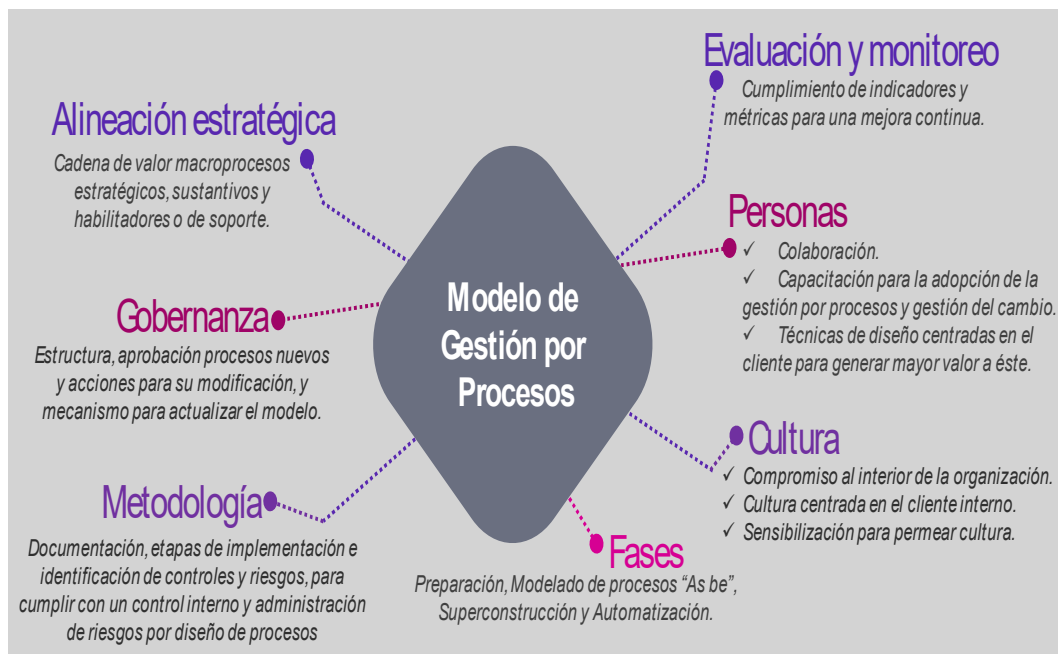 Alineación estratégica
Cadena de valor macroprocesos
estratégicos, sustantivos y
habilitadores o de soporte.
Gobernanza
Estructura, aprobación procesos nuevos
y acciones para su modificación, y
mecanismo para actualizar el modelo.
Metodología
Documentación, etapas de implementación e
identificación de controles y riesgos, para
cumplir con un control interno y administración
de riesgos por diseño de procesos
Modelo de
Gestión por
Procesos
Evaluación y monitoreo
Cumplimiento de indicadores y
métricas para una mejora continua.
Personas
✓ Colaboración.
✓ Capacitación para la adopción de la
gestión por procesos y gestión del cambio.
✓ Técnicas de diseño centradas en el
cliente para generar mayor valor a éste.
Cultura
✓ Compromiso al interior de la organización.
✓ Cultura centrada en el cliente interno.
✓ Sensibilización para permear cultura.
Fases
Preparación, Modelado de procesos “As be”,
Superconstrucción y Automatización.